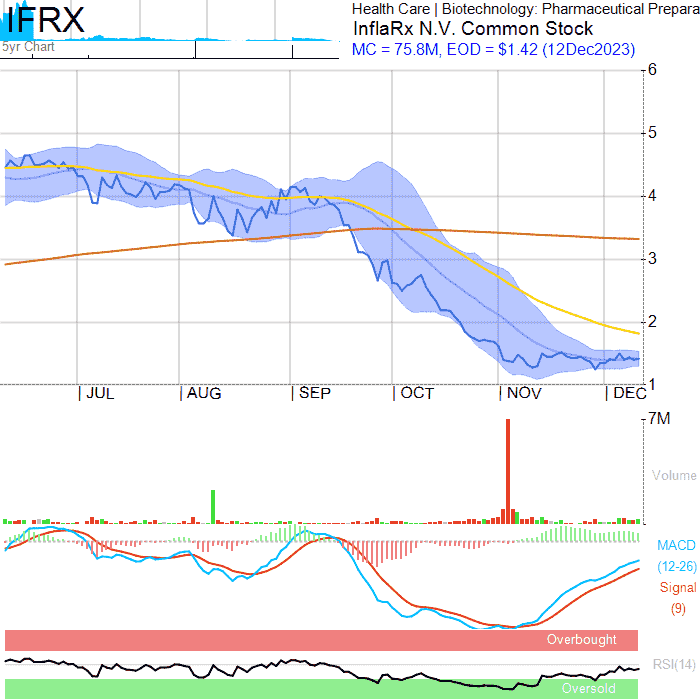 IFRX
5yr Chart
Health Care | Biotechnology: Pharmaceutical Prepara
InflaRx N.V. Common Stock
MC = 75.8M, EOD = $1.42 (12Dec2023)
6
5
4
3
2
1
| JUL | AUG | SEP | OCT | NOV | DEC
7M
Volume
MACD
(12-26)
Signal
(9)
Overbought
RSI(14)
Oversold